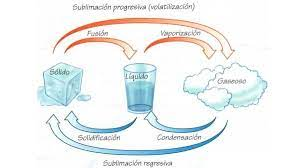 Sublimación progresiva (volatilización)
Fusión
Vaporización
Sólido
Líquido
Gaseoso
Solidificación
Condensación
Sublimación regresiva